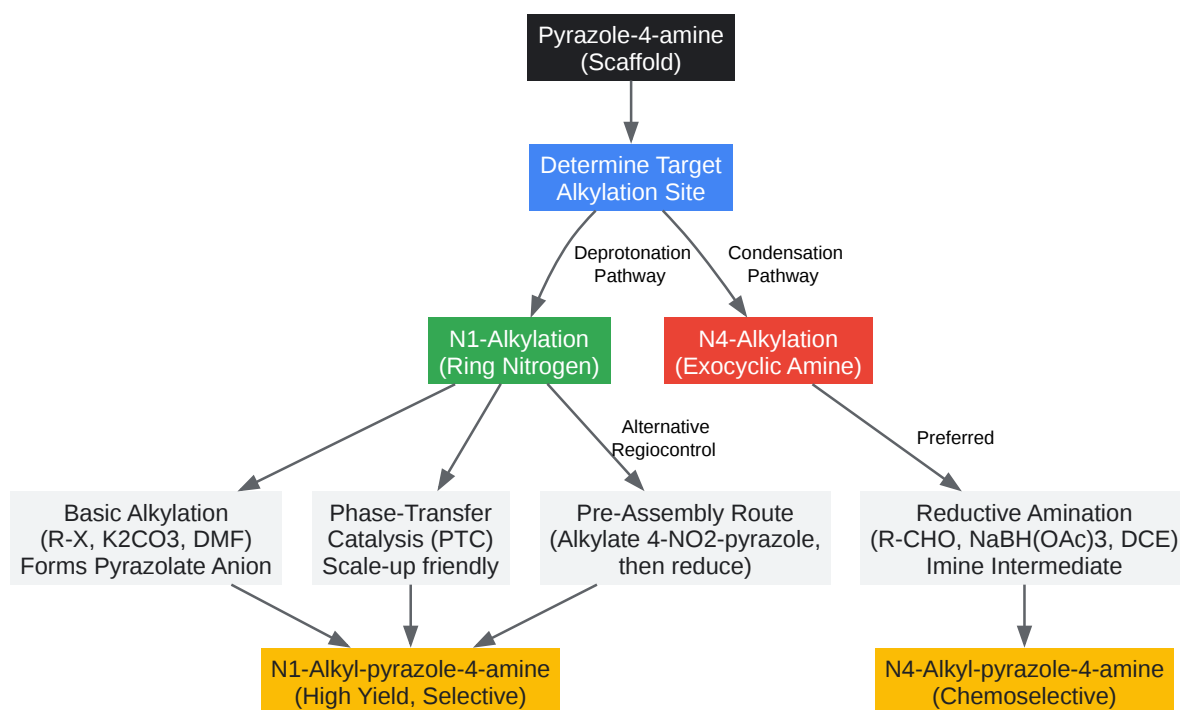 Pyrazole-4-amine
(Scaffold)
Determine Target
Alkylation Site
Deprotonation
Pathway
Condensation
Pathway
N1-Alkylation
(Ring Nitrogen)
N4-Alkylation
(Exocyclic Amine)
Alternative
Regiocontrol
Preferred
Basic Alkylation
(R-X, K2CO3, DMF)
Forms Pyrazolate Anion
Phase-Transfer
Catalysis (PTC)
Scale-up friendly
Pre-Assembly Route
(Alkylate 4-NO2-pyrazole,
then reduce)
Reductive Amination
(R-CHO, NaBH(OAc)3, DCE)
Imine Intermediate
N1-Alkyl-pyrazole-4-amine
(High Yield, Selective)
N4-Alkyl-pyrazole-4-amine
(Chemoselective)